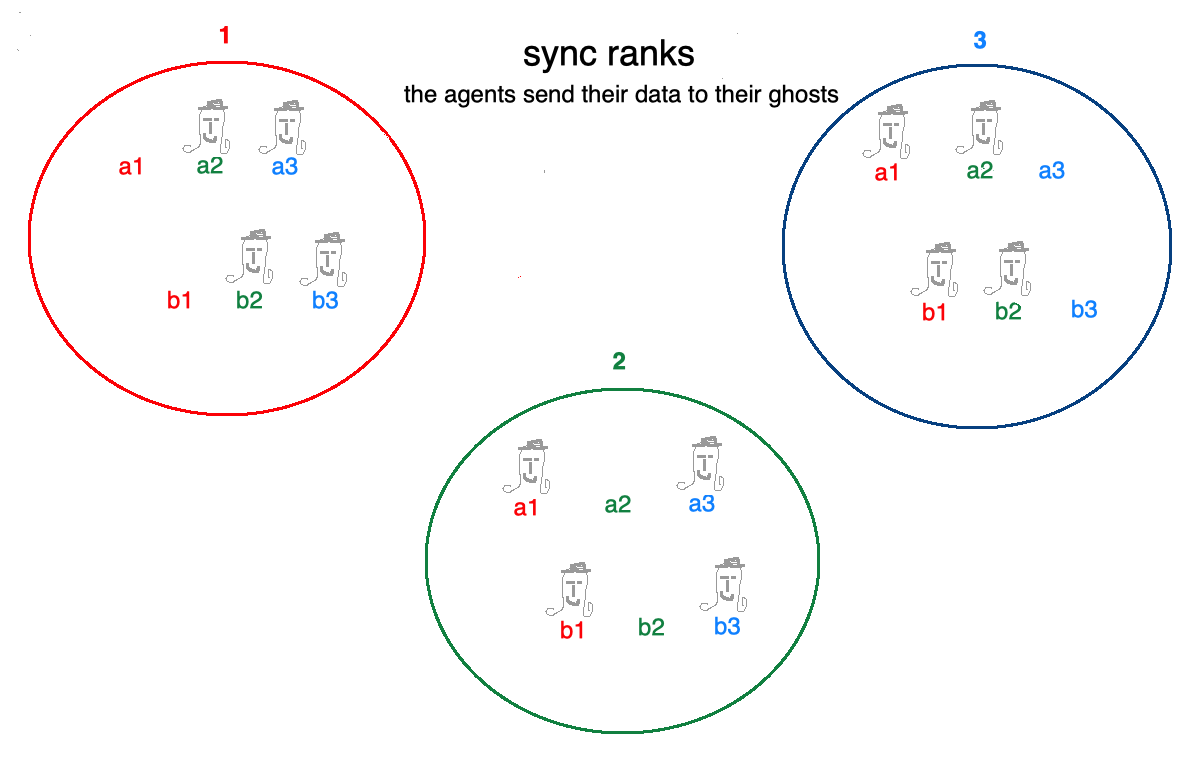 sync ranks
the agents send their data to their ghosts
1
a1 a2 a3
b1 b2 b3
3
a1 a2 a3
b1 b2 b3
2
a1 a2 a3
b1 b2 b3